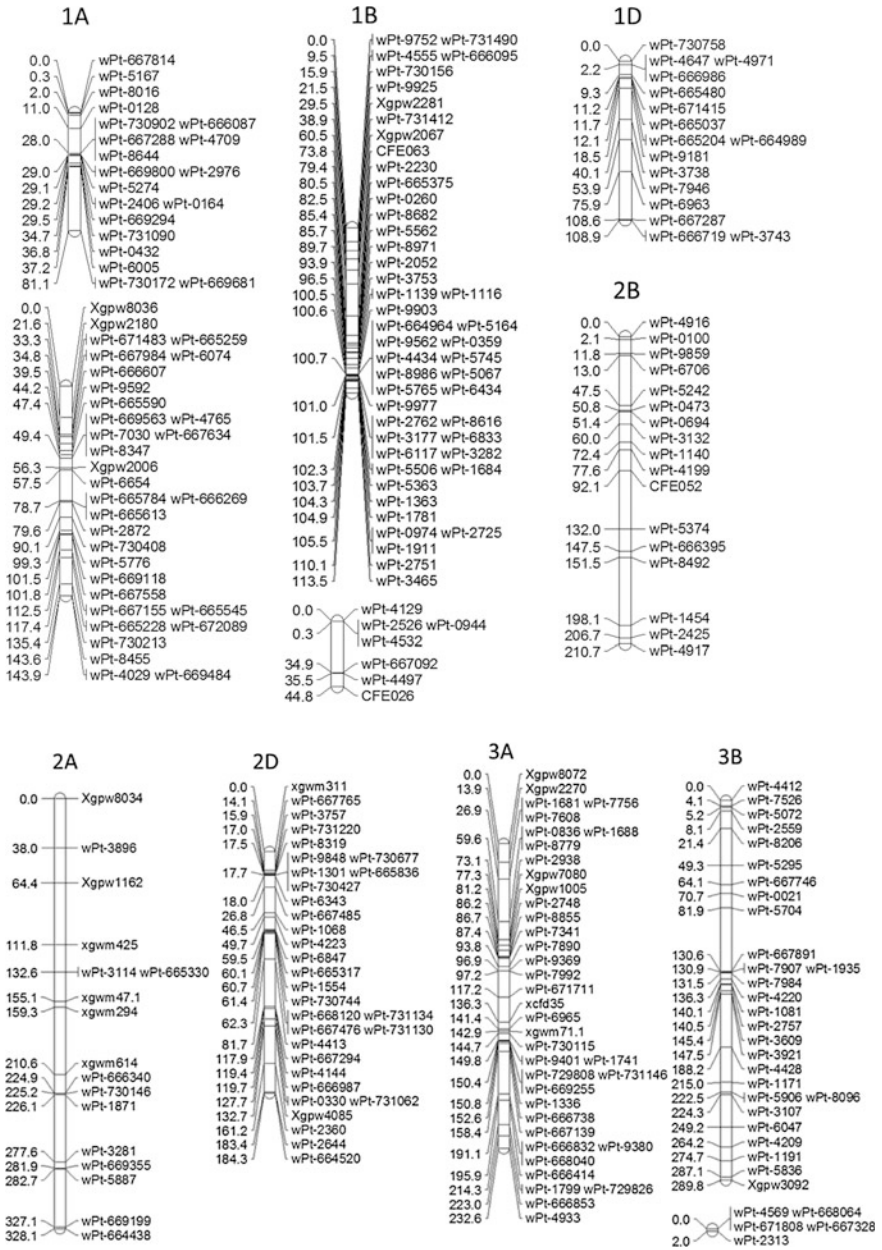 1A
0.0 wPt-667814
0.3 wPt-5167
2.0 wPt-8016
11.0 wPt-0128
wPt-730902 wPt-666087
28.0 wPt-667288 wPt-4709
wPt-8644
29.0 wPt-669800 wPt-2976
29.1 wPt-5274
29.2 wPt-2406 wPt-0164
29.5 wPt-669294
34.7 wPt-731090
36.8 wPt-0432
37.2 wPt-6005
81.1 wPt-730172 wPt-669681
0.0 Xgpw8036
21.6 Xgpw2180
33.3 wPt-671483 wPt-665259
34.8 wPt-667984 wPt-6074
39.5 wPt-666607
44.2 wPt-9592
47.4 wPt-665590
wPt-669563 wPt-4765
49.4 wPt-7030 wPt-667634
wPt-8347
56.3 Xgpw2006
57.5 wPt-6654
78.7 wPt-665784 wPt-666269
wPt-665613
79.6 wPt-2872
90.1 wPt-730408
99.3 wPt-5776
101.5 wPt-669118
101.8 wPt-667558
112.5 wPt-667155 wPt-665545
117.4 wPt-665228 wPt-672089
135.4 wPt-730213
143.6 wPt-8455
143.9 wPt-4029 wPt-669484
1B
0.0 wPt-9752 wPt-731490
9.5 wPt-4555 wPt-666095
15.9 wPt-730156
21.5 wPt-9925
29.5 Xgpw2281
38.9 wPt-731412
60.5 Xgpw2067
73.8 CFE063
79.4 wPt-2230
80.5 wPt-665375
82.5 wPt-0260
85.4 wPt-8682
85.7 wPt-5562
89.7 wPt-8971
93.9 wPt-2052
96.5 wPt-3753
100.5 wPt-1139 wPt-1116
100.6 wPt-9903
wPt-664964 wPt-5164
wPt-9562 wPt-0359
100.7 wPt-4434 wPt-5745
wPt-8986 wPt-5067
wPt-5765 wPt-6434
101.0 wPt-9977
wPt-2762 wPt-8616
101.5 wPt-3177 wPt-6833
wPt-6117 wPt-3282
102.3 wPt-5506 wPt-1684
103.7 wPt-5363
104.3 wPt-1363
104.9 wPt-1781
105.5 wPt-0974 wPt-2725
wPt-1911
110.1 wPt-2751
113.5 wPt-3465
0.0 wPt-4129
0.3 wPt-2526 wPt-0944
wPt-4532
34.9 wPt-667092
35.5 wPt-4497
44.8 CFE026
1D
0.0 wPt-730758
2.2 wPt-4647 wPt-4971
wPt-666986
9.3 wPt-665480
11.2 wPt-671415
11.7 wPt-665037
12.1 wPt-665204 wPt-664989
18.5 wPt-9181
40.1 wPt-3738
53.9 wPt-7946
75.9 wPt-6963
108.6 wPt-667287
108.9 wPt-666719 wPt-3743
2B
0.0 wPt-4916
2.1 wPt-0100
11.8 wPt-9859
13.0 wPt-6706
47.5 wPt-5242
50.8 wPt-0473
51.4 wPt-0694
60.0 wPt-3132
72.4 wPt-1140
77.6 wPt-4199
92.1 CFE052
132.0 wPt-5374
147.5 wPt-666395
151.5 wPt-8492
198.1 wPt-1454
206.7 wPt-2425
210.7 wPt-4917
2A
0.0 Xgpw8034
38.0 wPt-3896
64.4 Xgpw1162
111.8 xgwm425
132.6 wPt-3114 wPt-665330
155.1 xgwm47.1
159.3 xgwm294
210.6 xgwm614
224.9 wPt-666340
225.2 wPt-730146
226.1 wPt-1871
277.6 wPt-3281
281.9 wPt-669355
282.7 wPt-5887
327.1 wPt-669199
328.1 wPt-664438
2D
0.0 xgwm311
14.1 wPt-667765
15.9 wPt-3757
17.0 wPt-731220
17.5 wPt-8319
wPt-9848 wPt-730677
17.7 wPt-1301 wPt-665836
wPt-730427
18.0 wPt-6343
26.8 wPt-667485
46.5 wPt-1068
49.7 wPt-4223
59.5 wPt-6847
60.1 wPt-665317
60.7 wPt-1554
61.4 wPt-730744
62.3 wPt-668120 wPt-731134
wPt-667476 wPt-731130
81.7 wPt-4413
117.9 wPt-667294
119.4 wPt-4144
119.7 wPt-666987
127.7 wPt-0330 wPt-731062
132.7 Xgpw4085
161.2 wPt-2360
183.4 wPt-2644
184.3 wPt-664520
3A
0.0 Xgpw8072
13.9 Xgpw2270
26.9 wPt-1681 wPt-7756
wPt-7608
59.6 wPt-0836 wPt-1688
wPt-8779
73.1 wPt-2938
77.3 Xgpw7080
81.2 Xgpw1005
86.2 wPt-2748
86.7 wPt-8855
87.4 wPt-7341
93.8 wPt-7890
96.9 wPt-9369
97.2 wPt-7992
117.2 wPt-671711
136.3 xcfd35
141.4 wPt-6965
142.9 xgwm71.1
144.7 wPt-730115
149.8 wPt-9401 wPt-1741
150.4 wPt-729808 wPt-731146
wPt-669255
150.8 wPt-1336
152.6 wPt-666738
158.4 wPt-667139
191.1 wPt-666832 wPt-9380
wPt-668040
195.9 wPt-666414
214.3 wPt-1799 wPt-729826
223.0 wPt-666853
232.6 wPt-4933
3B
0.0 wPt-4412
4.1 wPt-7526
5.2 wPt-5072
8.1 wPt-2559
21.4 wPt-8206
49.3 wPt-5295
64.1 wPt-667746
70.7 wPt-0021
81.9 wPt-5704
130.6 wPt-667891
130.9 wPt-7907 wPt-1935
131.5 wPt-7984
136.3 wPt-4220
140.1 wPt-1081
140.5 wPt-2757
145.4 wPt-3609
147.5 wPt-3921
188.2 wPt-4428
215.0 wPt-1171
222.5 wPt-5906 wPt-8096
224.3 wPt-3107
249.2 wPt-6047
264.2 wPt-4209
274.7 wPt-1191
287.1 wPt-5836
289.8 Xgpw3092
0.0 wPt-4569 wPt-668064
wPt-671808 wPt-667328
2.0 wPt-2313